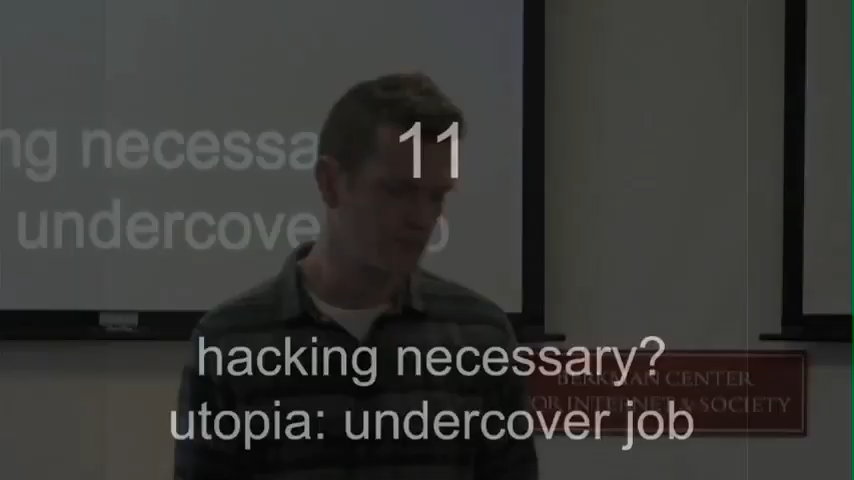 11
ng necessa
undercove
hacking necessary?
utopia: undercover job
BERKMAN CENTER
FOR INTERNET & SOCIETY